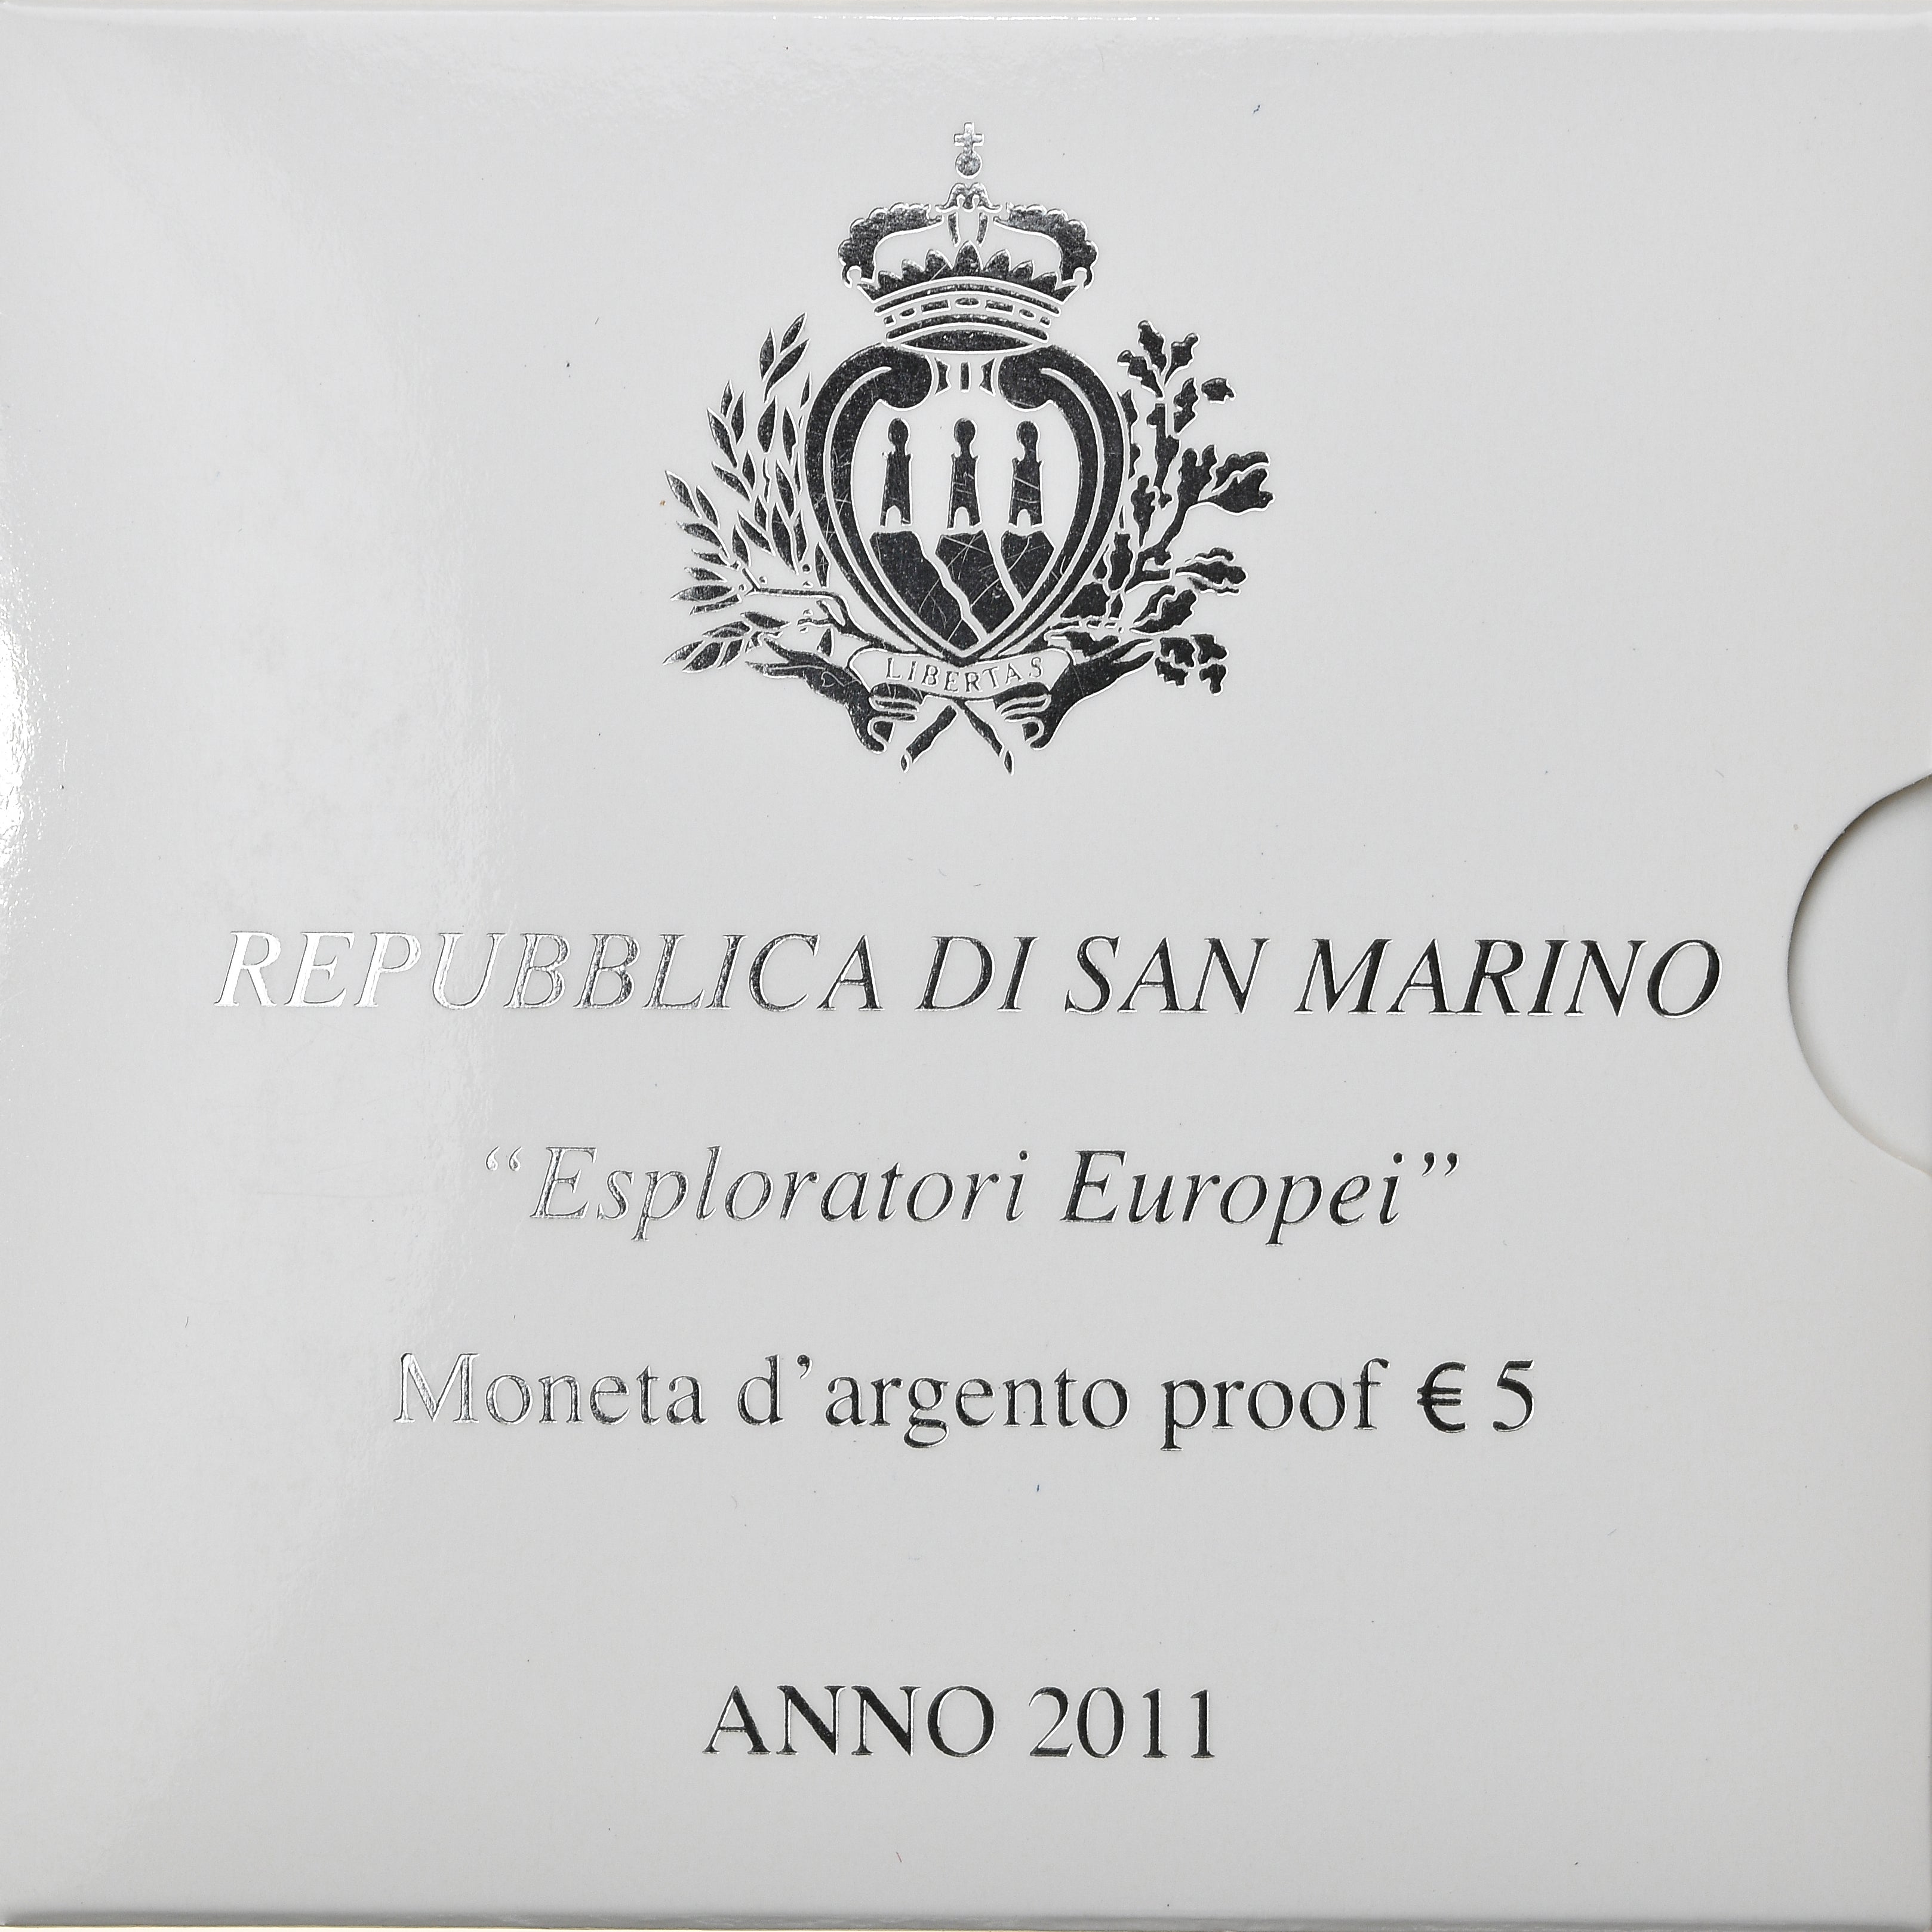 LIBERTAS
REPUBBLICA DI SAN MARINO
“Esploratori Europei”
Moneta d’argento proof € 5
ANNO 2011